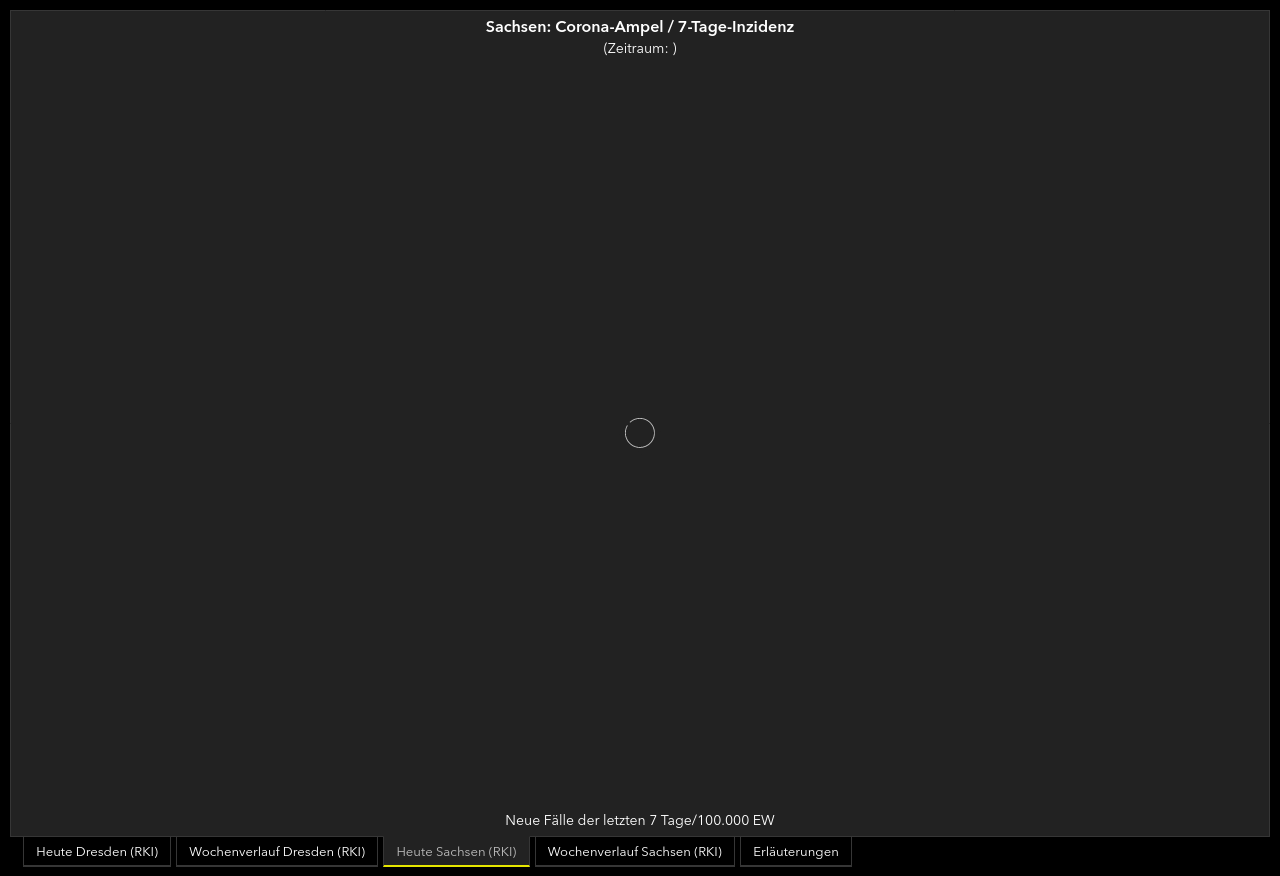 Sachsen: Corona-Ampel / 7-Tage-Inzidenz
(Zeitraum: )
Neue Fälle der letzten 7 Tage/100.000 EW
Heute Dresden (RKI)
Wochenverlauf Dresden (RKI)
Heute Sachsen (RKI)
Wochenverlauf Sachsen (RKI)
Erläuterungen